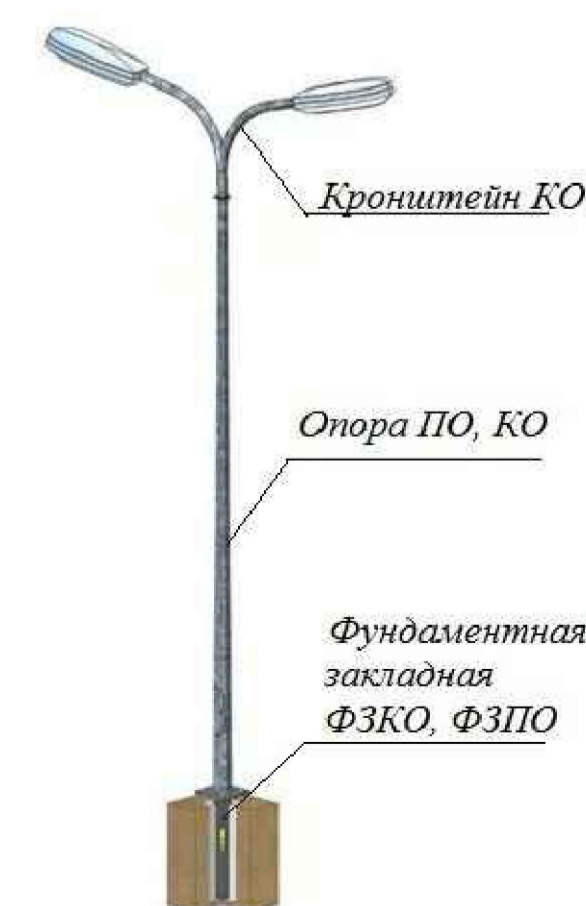 Кронштейн КО
Опора ПО, КО
Фундаментная
закладная
ФЗКО, ФЗПО